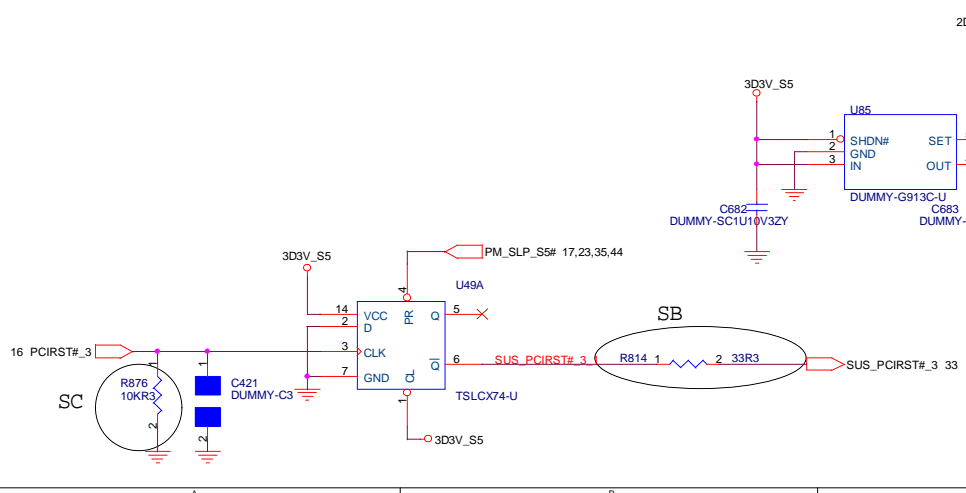 2D
3D3V_S5
U85
1 SHDN# SET
2 GND
3 IN OUT
DUMMY-G913C-U
C682
DUMMY-SC1U10V3ZY
C683
DUMMY-
3D3V_S5
PM_SLP_S5# 17,23,35,44
U49A
4
14 VCC PR Q 5
2 D
16 PCIRST#_3
3 CLK
7 GND CL Q 6
1
TSLCX74-U
3D3V_S5
SUS_PCIRST#_3_1
SB
R814 1 2 33R3
SUS_PCIRST#_3 33
SC
1
R876
10KR3
2
1
C421
DUMMY-C3
2